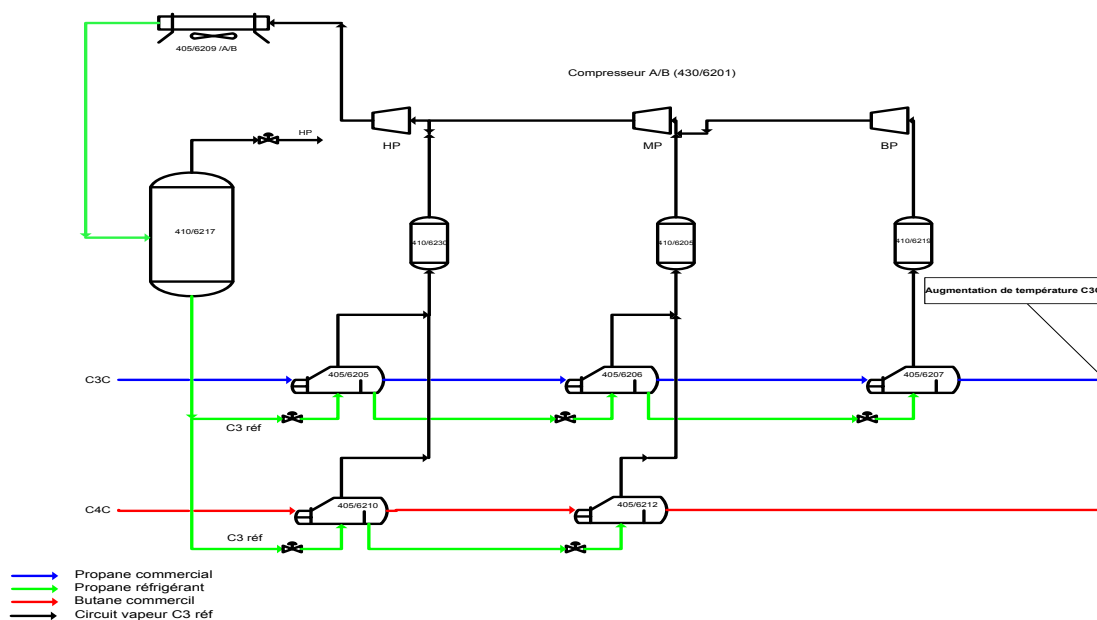 405/6209 /A/B
Compresseur A/B (430/6201)
HP
HP
MP
BP
410/6217
410/6230
410/6205
410/6219
Augmentation de température C3C
405/6205
405/6206
405/6207
C3C
C3 réf
405/6210
405/6212
C4C
C3 réf
Propane commercial
Propane réfrigérant
Butane commercil
Circuit vapeur C3 réf